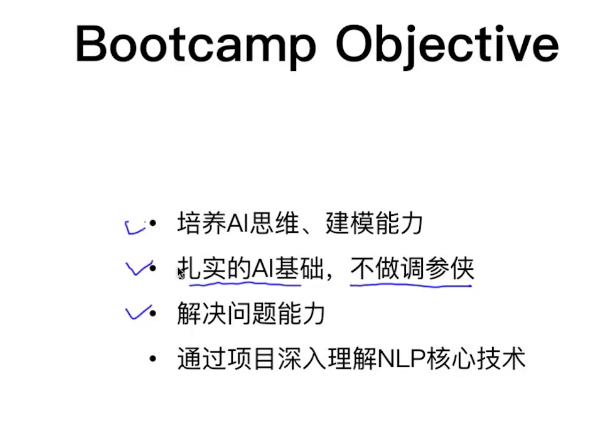 Bootcamp Objective
• 培养AI思维、建模能力
• 扎实的AI基础，不做调参侠
• 解决问题能力
• 通过项目深入理解NLP核心技术